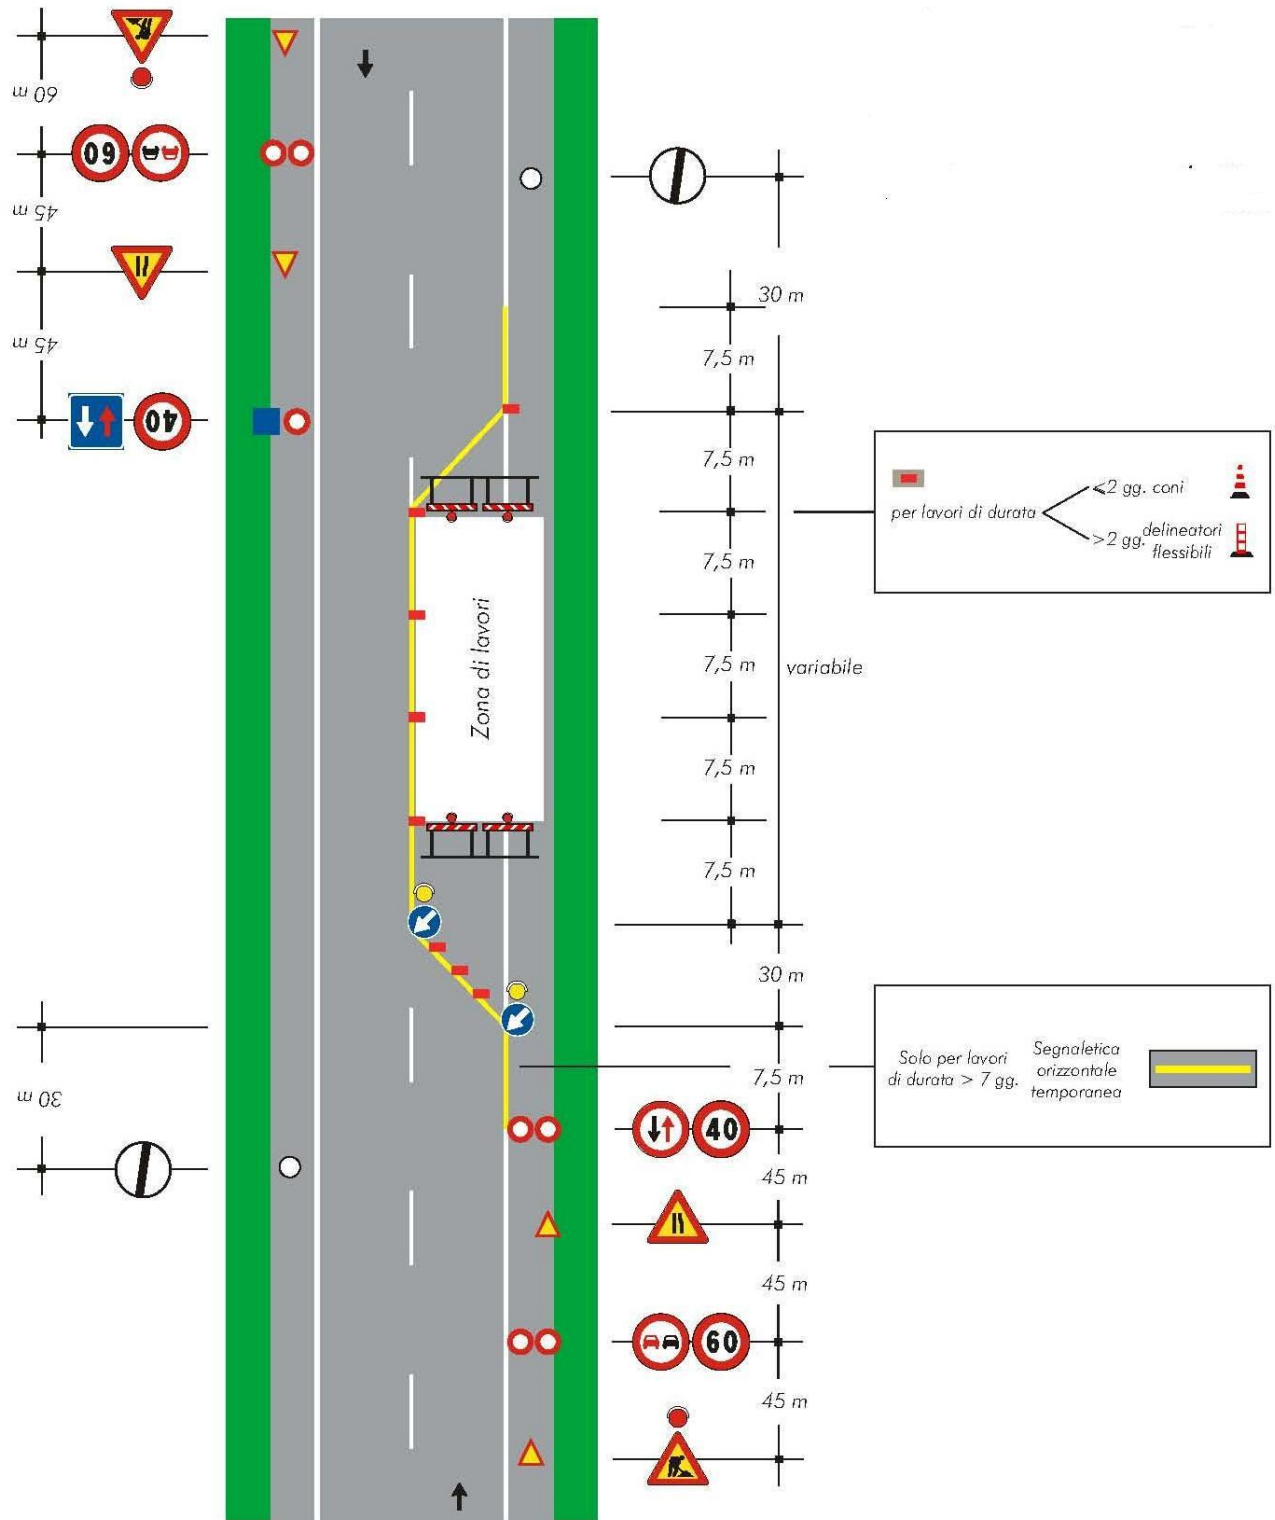 60 m
60
45 m
45 m
40
30 m
7,5 m
7,5 m
7,5 m
7,5 m
7,5 m
7,5 m
variabile
per lavori di durata
<2 gg. coni
>2 gg. delineatori
flessibili
Zona di lavori
30 m
7,5 m
Solo per lavori
di durata > 7 gg.
Segnaletica
orizzontale
temporanea
30 m
40
45 m
45 m
60
45 m